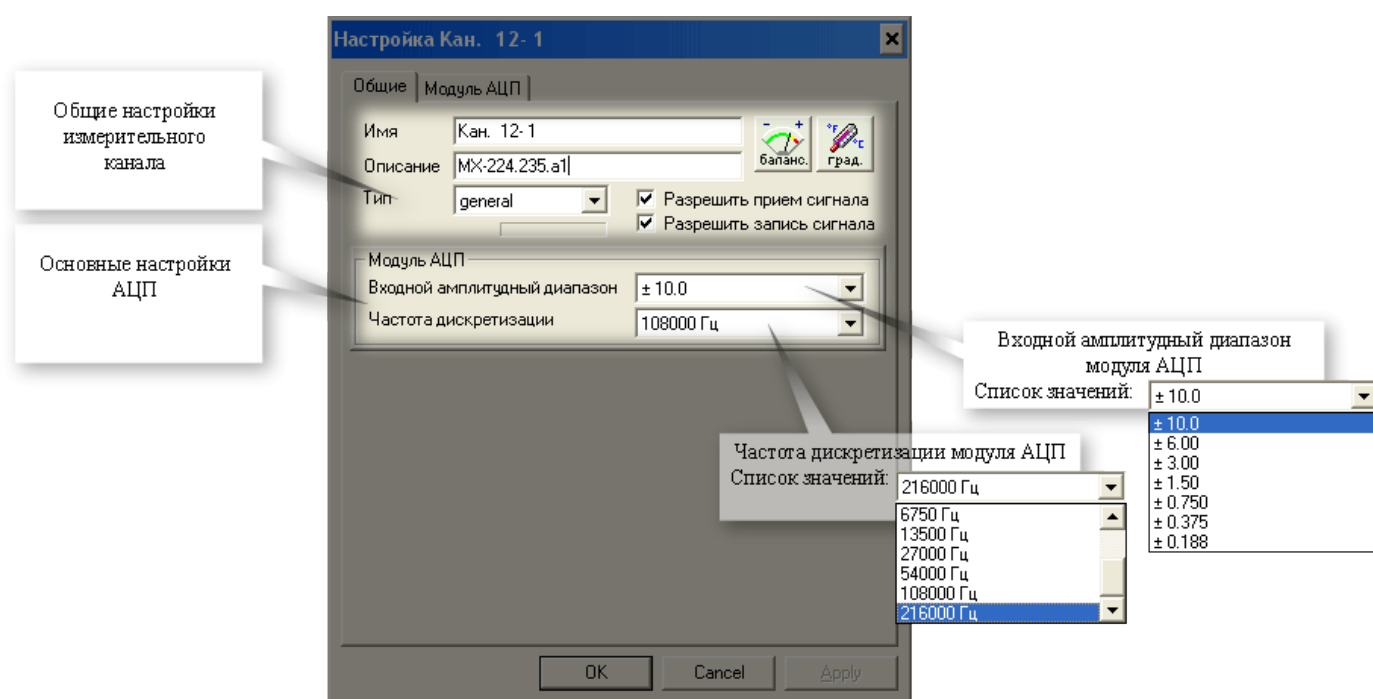 Настройка Кан. 12- 1
Общие
Модуль АЦП
Общие настройки
измерительного
канала
Имя
Кан. 12- 1
Описание
MX-224.235.a1
Тип
general
- +
баланс.
°F
°C
град.
Разрешить прием сигнала
Разрешить запись сигнала
Основные настройки
АЦП
Модуль АЦП
Входной амплитудный диапазон
± 10.0
Частота дискретизации
108000 Гц
Входной амплитудный диапазон
модуля АЦП
Список значений:
± 10.0
± 10.0
± 6.00
± 3.00
± 1.50
± 0.750
± 0.375
± 0.188
Частота дискретизации модуля АЦП
Список значений:
216000 Гц
6750 Гц
13500 Гц
27000 Гц
54000 Гц
108000 Гц
216000 Гц
OK
Cancel
Apply